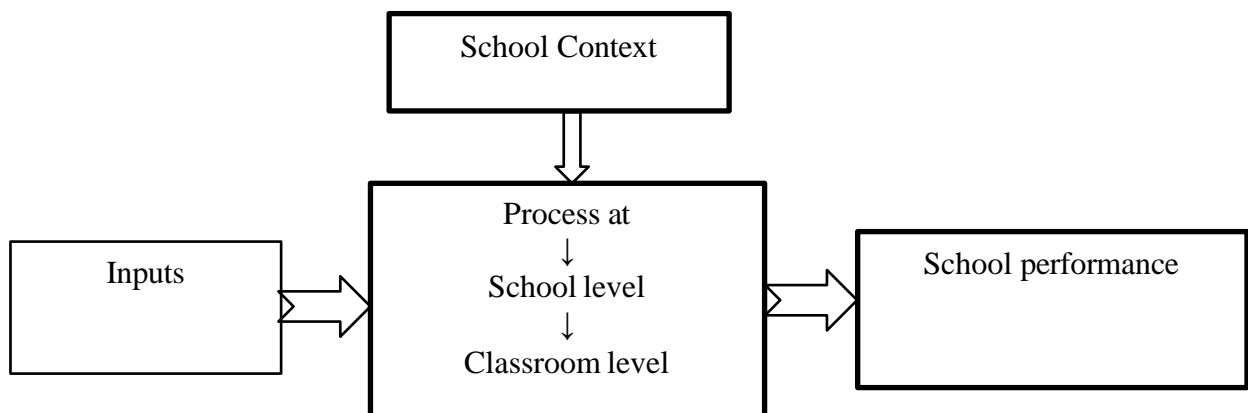 School Context
Process at
↓
School level
↓
Classroom level
Inputs
School performance